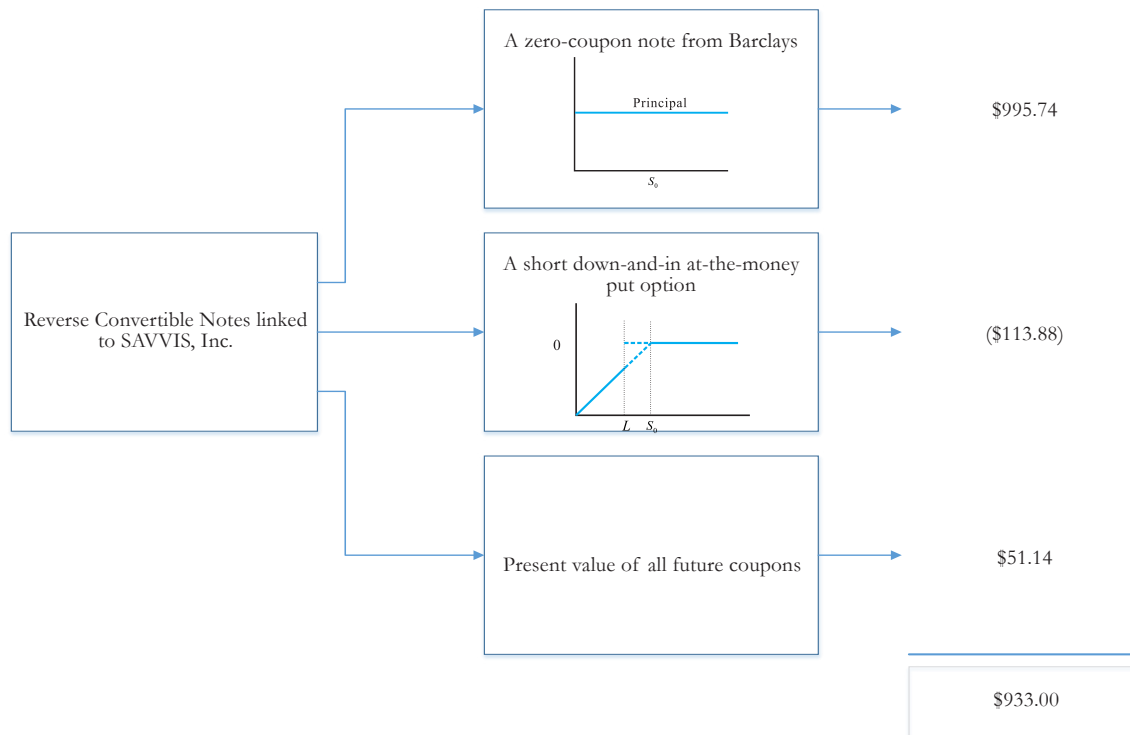 A zero-coupon note from Barclays
Principal
S₀
$995.74
Reverse Convertible Notes linked
to SAVVIS, Inc.
A short down-and-in at-the-money
put option
0
L S₀
($113.88)
Present value of all future coupons
$51.14
$933.00